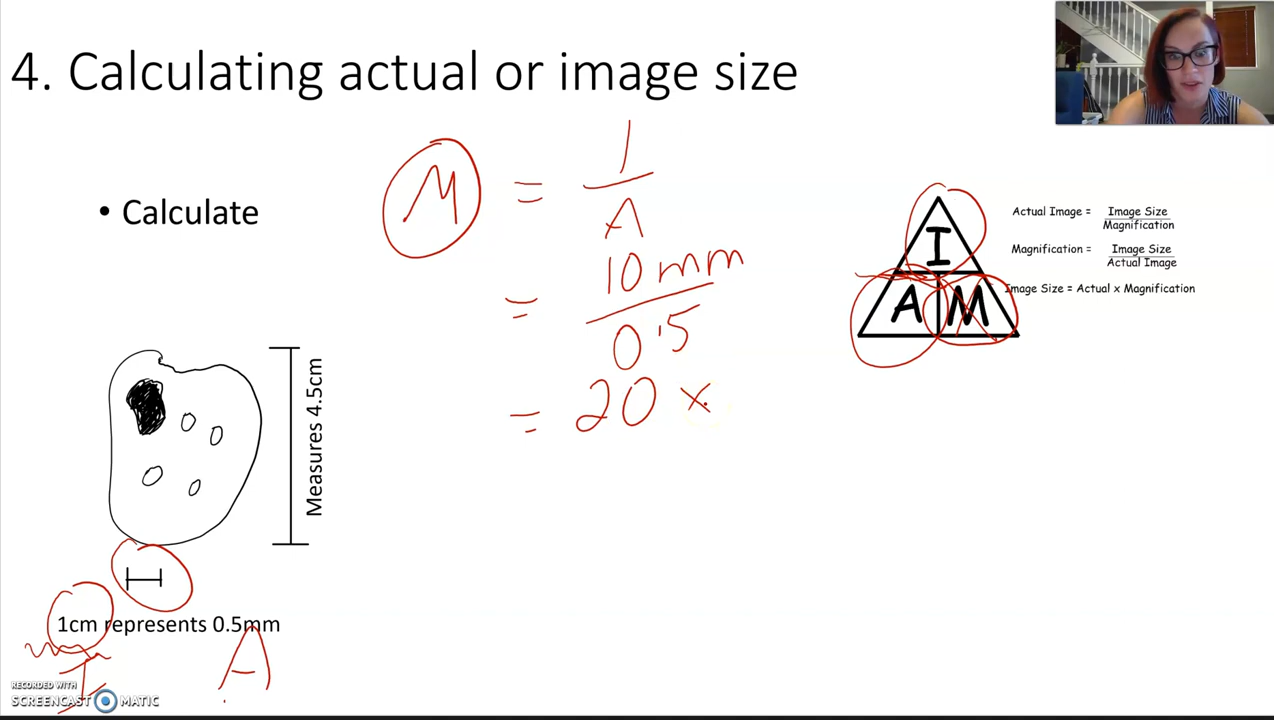 4. Calculating actual or image size
• Calculate
M = I
A
= 10mm
0.5
= 20 x
I
A M
Actual Image = Image Size
Magnification
Magnification = Image Size
Actual Image
Image Size = Actual x Magnification
Measures 4.5cm
1cm represents 0.5mm
I A
RECORDED WITH
SCREENCAST MATIC